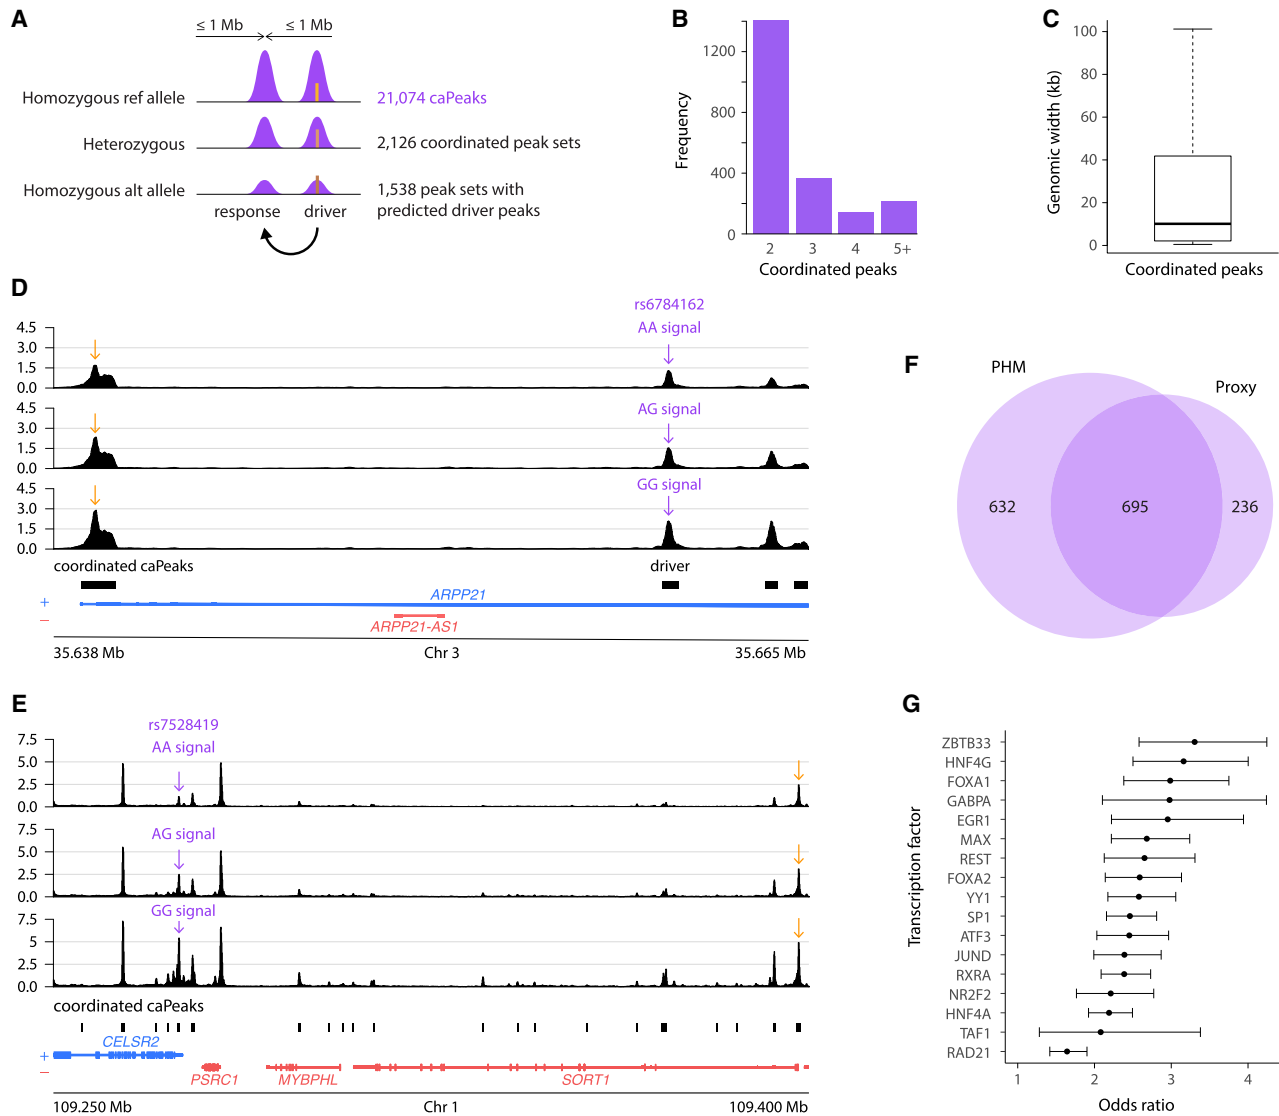 A
≤ 1 Mb ≤ 1 Mb
Homozygous ref allele
21,074 caPeaks
Heterozygous
2,126 coordinated peak sets
Homozygous alt allele
1,538 peak sets with
predicted driver peaks
response driver
B
Frequency
1200
800
400
0
2 3 4 5+
Coordinated peaks
C
Genomic width (kb)
100
80
60
40
20
0
Coordinated peaks
D
rs6784162
AA signal
4.5
3.0
1.5
0.0
AG signal
4.5
3.0
1.5
0.0
GG signal
4.5
3.0
1.5
0.0
coordinated caPeaks driver
+
ARPP21
−
ARPP21-AS1
35.638 Mb Chr 3 35.665 Mb
E
rs7528419
AA signal
7.5
5.0
2.5
0.0
AG signal
7.5
5.0
2.5
0.0
GG signal
7.5
5
2.5
0.0
coordinated caPeaks
CELSR2
+
−
PSRC1 MYBPHL SORT1
109.250 Mb Chr 1 109.400 Mb
F
PHM
Proxy
632 695 236
G
Transcription factor
ZBTB33
HNF4G
FOXA1
GABPA
EGR1
MAX
REST
FOXA2
YY1
SP1
ATF3
JUND
RXRA
NR2F2
HNF4A
TAF1
RAD21
1 2 3 4
Odds ratio